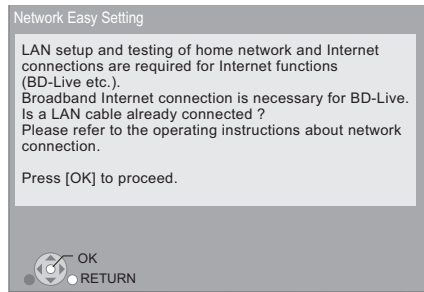 Network Easy Setting
LAN setup and testing of home network and Internet
connections are required for Internet functions
(BD-Live etc.).
Broadband Internet connection is necessary for BD-Live.
Is a LAN cable already connected ?
Please refer to the operating instructions about network
connection.
Press [OK] to proceed.
OK
RETURN